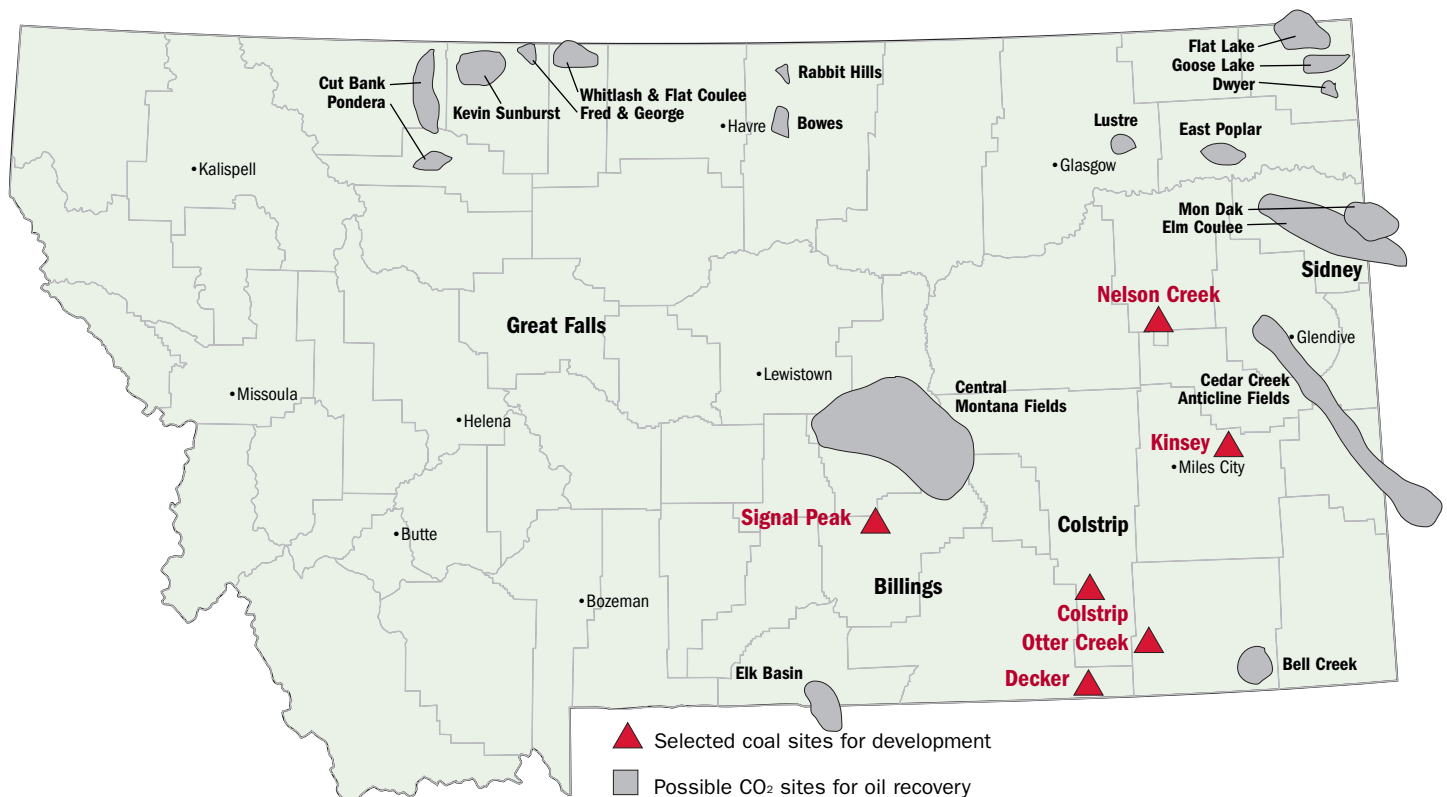 Flat Lake
Goose Lake
Dwyer
Cut Bank
Pondera
Kevin Sunburst
Whitlash & Flat Coulee
Fred & George
Rabbit Hills
Bowes
•Havre
Lustre
East Poplar
•Kalispell
•Glasgow
Mon Dak
Elm Coulee
Sidney
Nelson Creek
Great Falls
•Glendive
•Lewistown
Central
Montana Fields
Cedar Creek
Anticline Fields
•Missoula
•Helena
Kinsey
•Miles City
Signal Peak
Colstrip
•Butte
Billings
•Bozeman
Colstrip
Otter Creek
Elk Basin
Decker
Bell Creek
Selected coal sites for development
Possible CO₂ sites for oil recovery